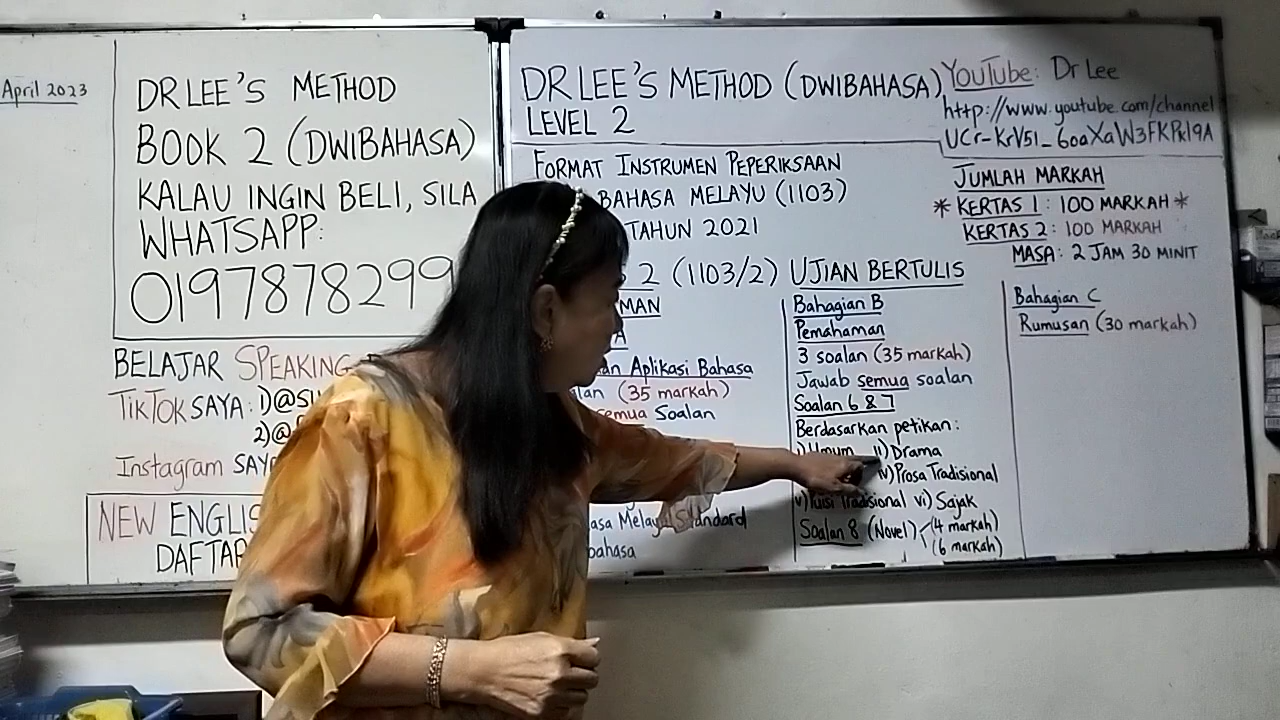 April 2023
DR LEE'S METHOD
BOOK 2 (DWIBAHASA)
KALAU INGIN BELI, SILA
WHATSAPP:
0197878299
BELAJAR SPEAKING
TIKTOK SAYA: 1)@SU
2)@
Instagram SAYA
NEW ENGLIS
DAFTAR
DR LEE'S METHOD (DWIBAHASA)
LEVEL 2
YouTube: Dr Lee
http://www.youtube.com/channel
UCr-KrV5l_6oaXaW3FKPkl9A
FORMAT INSTRUMEN PEPERIKSAAN
BAHASA MELAYU (1103)
TAHUN 2021
JUMLAH MARKAH
* KERTAS 1 : 100 MARKAH *
KERTAS 2 : 100 MARKAH
MASA : 2 JAM 30 MINIT
2 (1103/2) UJIAN BERTULIS
MAN
A
an Aplikasi Bahasa
lan (35 markah)
semua Soalan
asa Melayu Standard
bahasa
Bahagian B
Pemahaman
3 soalan (35 markah)
Jawab semua soalan
Soalan 6 & 7
Berdasarkan petikan:
i) Umum ii) Drama
iv) Prosa Tradisional
v) Puisi Tradisional vi) Sajak
Soalan 8 (Novel) (4 markah)
(6 markah)
Bahagian C
Rumusan (30 markah)